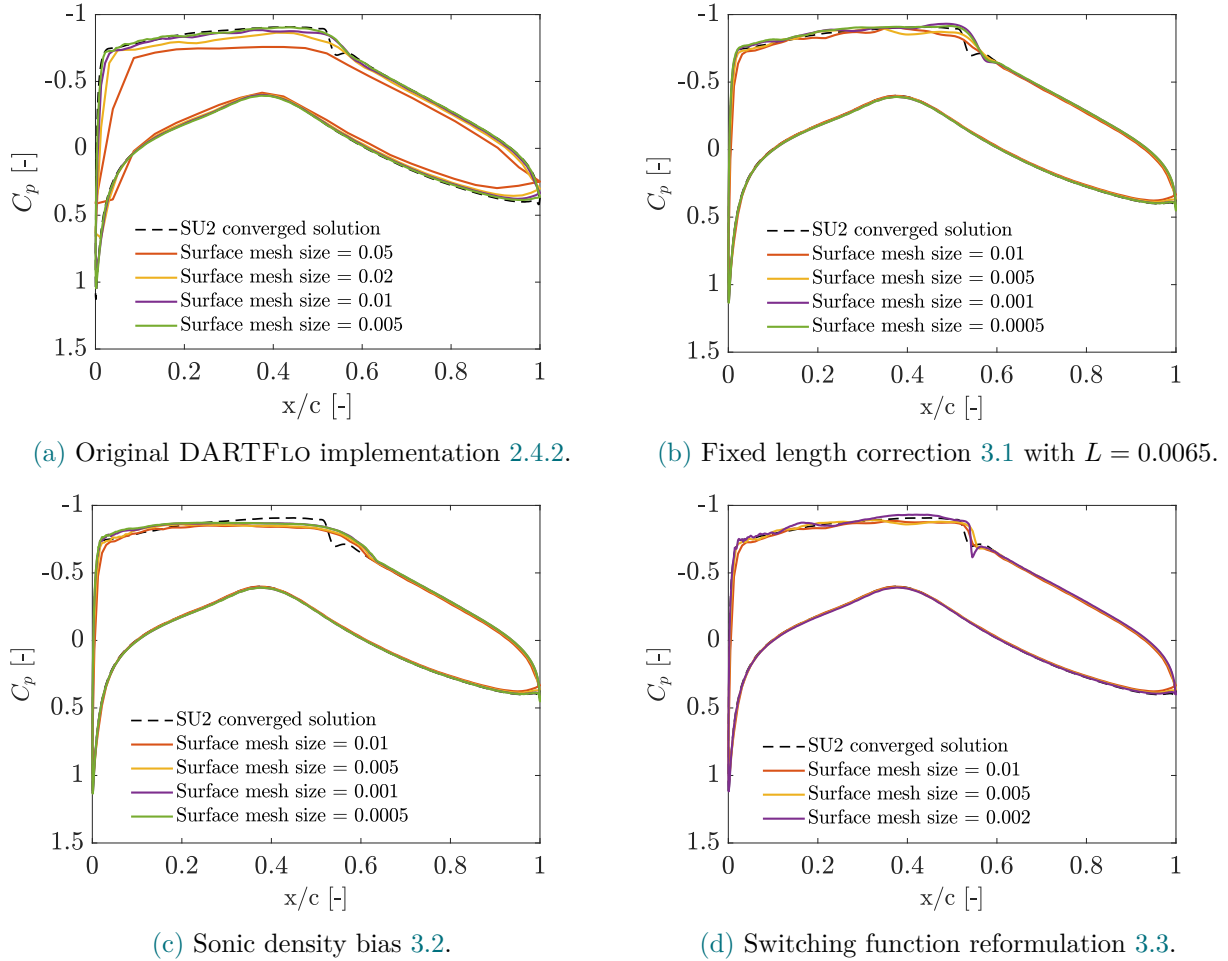 -1
-0.5
0
0.5
1
1.5
C_p [-]
SU2 converged solution
Surface mesh size = 0.05
Surface mesh size = 0.02
Surface mesh size = 0.01
Surface mesh size = 0.005
0 0.2 0.4 0.6 0.8 1
x/c [-]
(a) Original DARTFLO implementation 2.4.2.
-1
-0.5
0
0.5
1
1.5
C_p [-]
SU2 converged solution
Surface mesh size = 0.01
Surface mesh size = 0.005
Surface mesh size = 0.001
Surface mesh size = 0.0005
0 0.2 0.4 0.6 0.8 1
x/c [-]
(b) Fixed length correction 3.1 with L = 0.0065.
-1
-0.5
0
0.5
1
1.5
C_p [-]
SU2 converged solution
Surface mesh size = 0.01
Surface mesh size = 0.005
Surface mesh size = 0.001
Surface mesh size = 0.0005
0 0.2 0.4 0.6 0.8 1
x/c [-]
(c) Sonic density bias 3.2.
-1
-0.5
0
0.5
1
1.5
C_p [-]
SU2 converged solution
Surface mesh size = 0.01
Surface mesh size = 0.005
Surface mesh size = 0.002
0 0.2 0.4 0.6 0.8 1
x/c [-]
(d) Switching function reformulation 3.3.